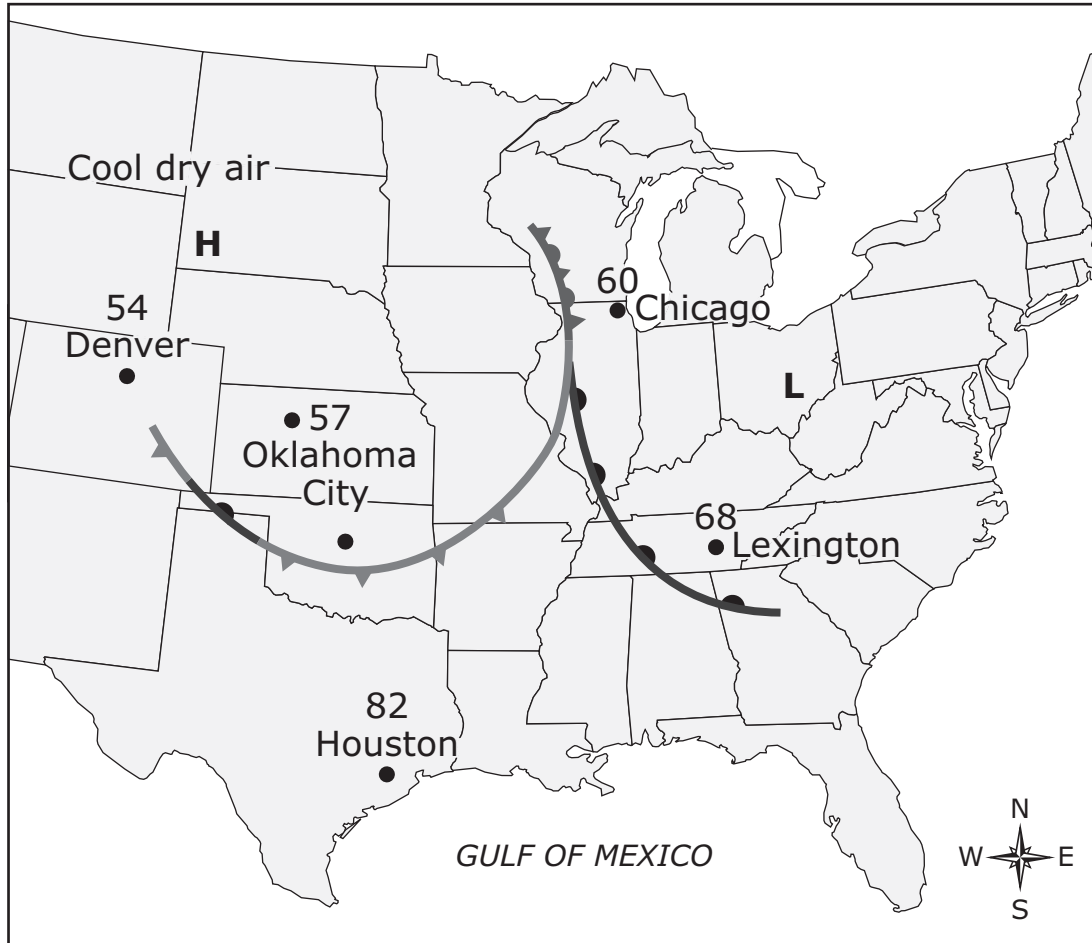 Cool dry air
H
54
Denver
60
Chicago
57
Oklahoma
City
L
68
Lexington
82
Houston
GULF OF MEXICO
N
W E
S